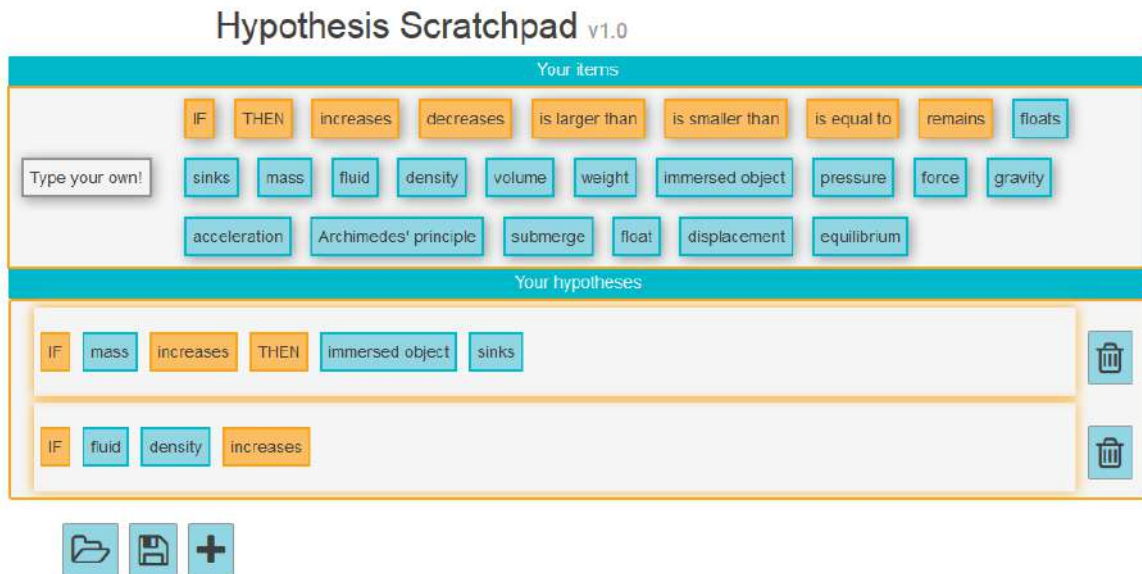 Hypothesis Scratchpad v1.0
Your items
IF THEN increases decreases is larger than is smaller than is equal to remains floats
Type your own! sinks mass fluid density volume weight immersed object pressure force gravity
acceleration Archimedes' principle submerge float displacement equilibrium
Your hypotheses
IF mass increases THEN immersed object sinks
IF fluid density increases